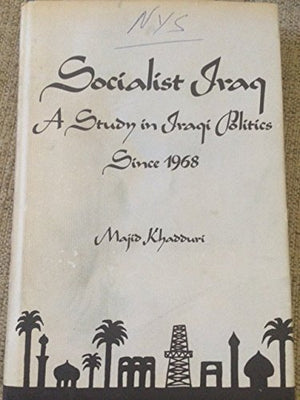 NYS
Socialist Iraq
A Study in Iraqi Politics
Since 1968
Majid Khadduri